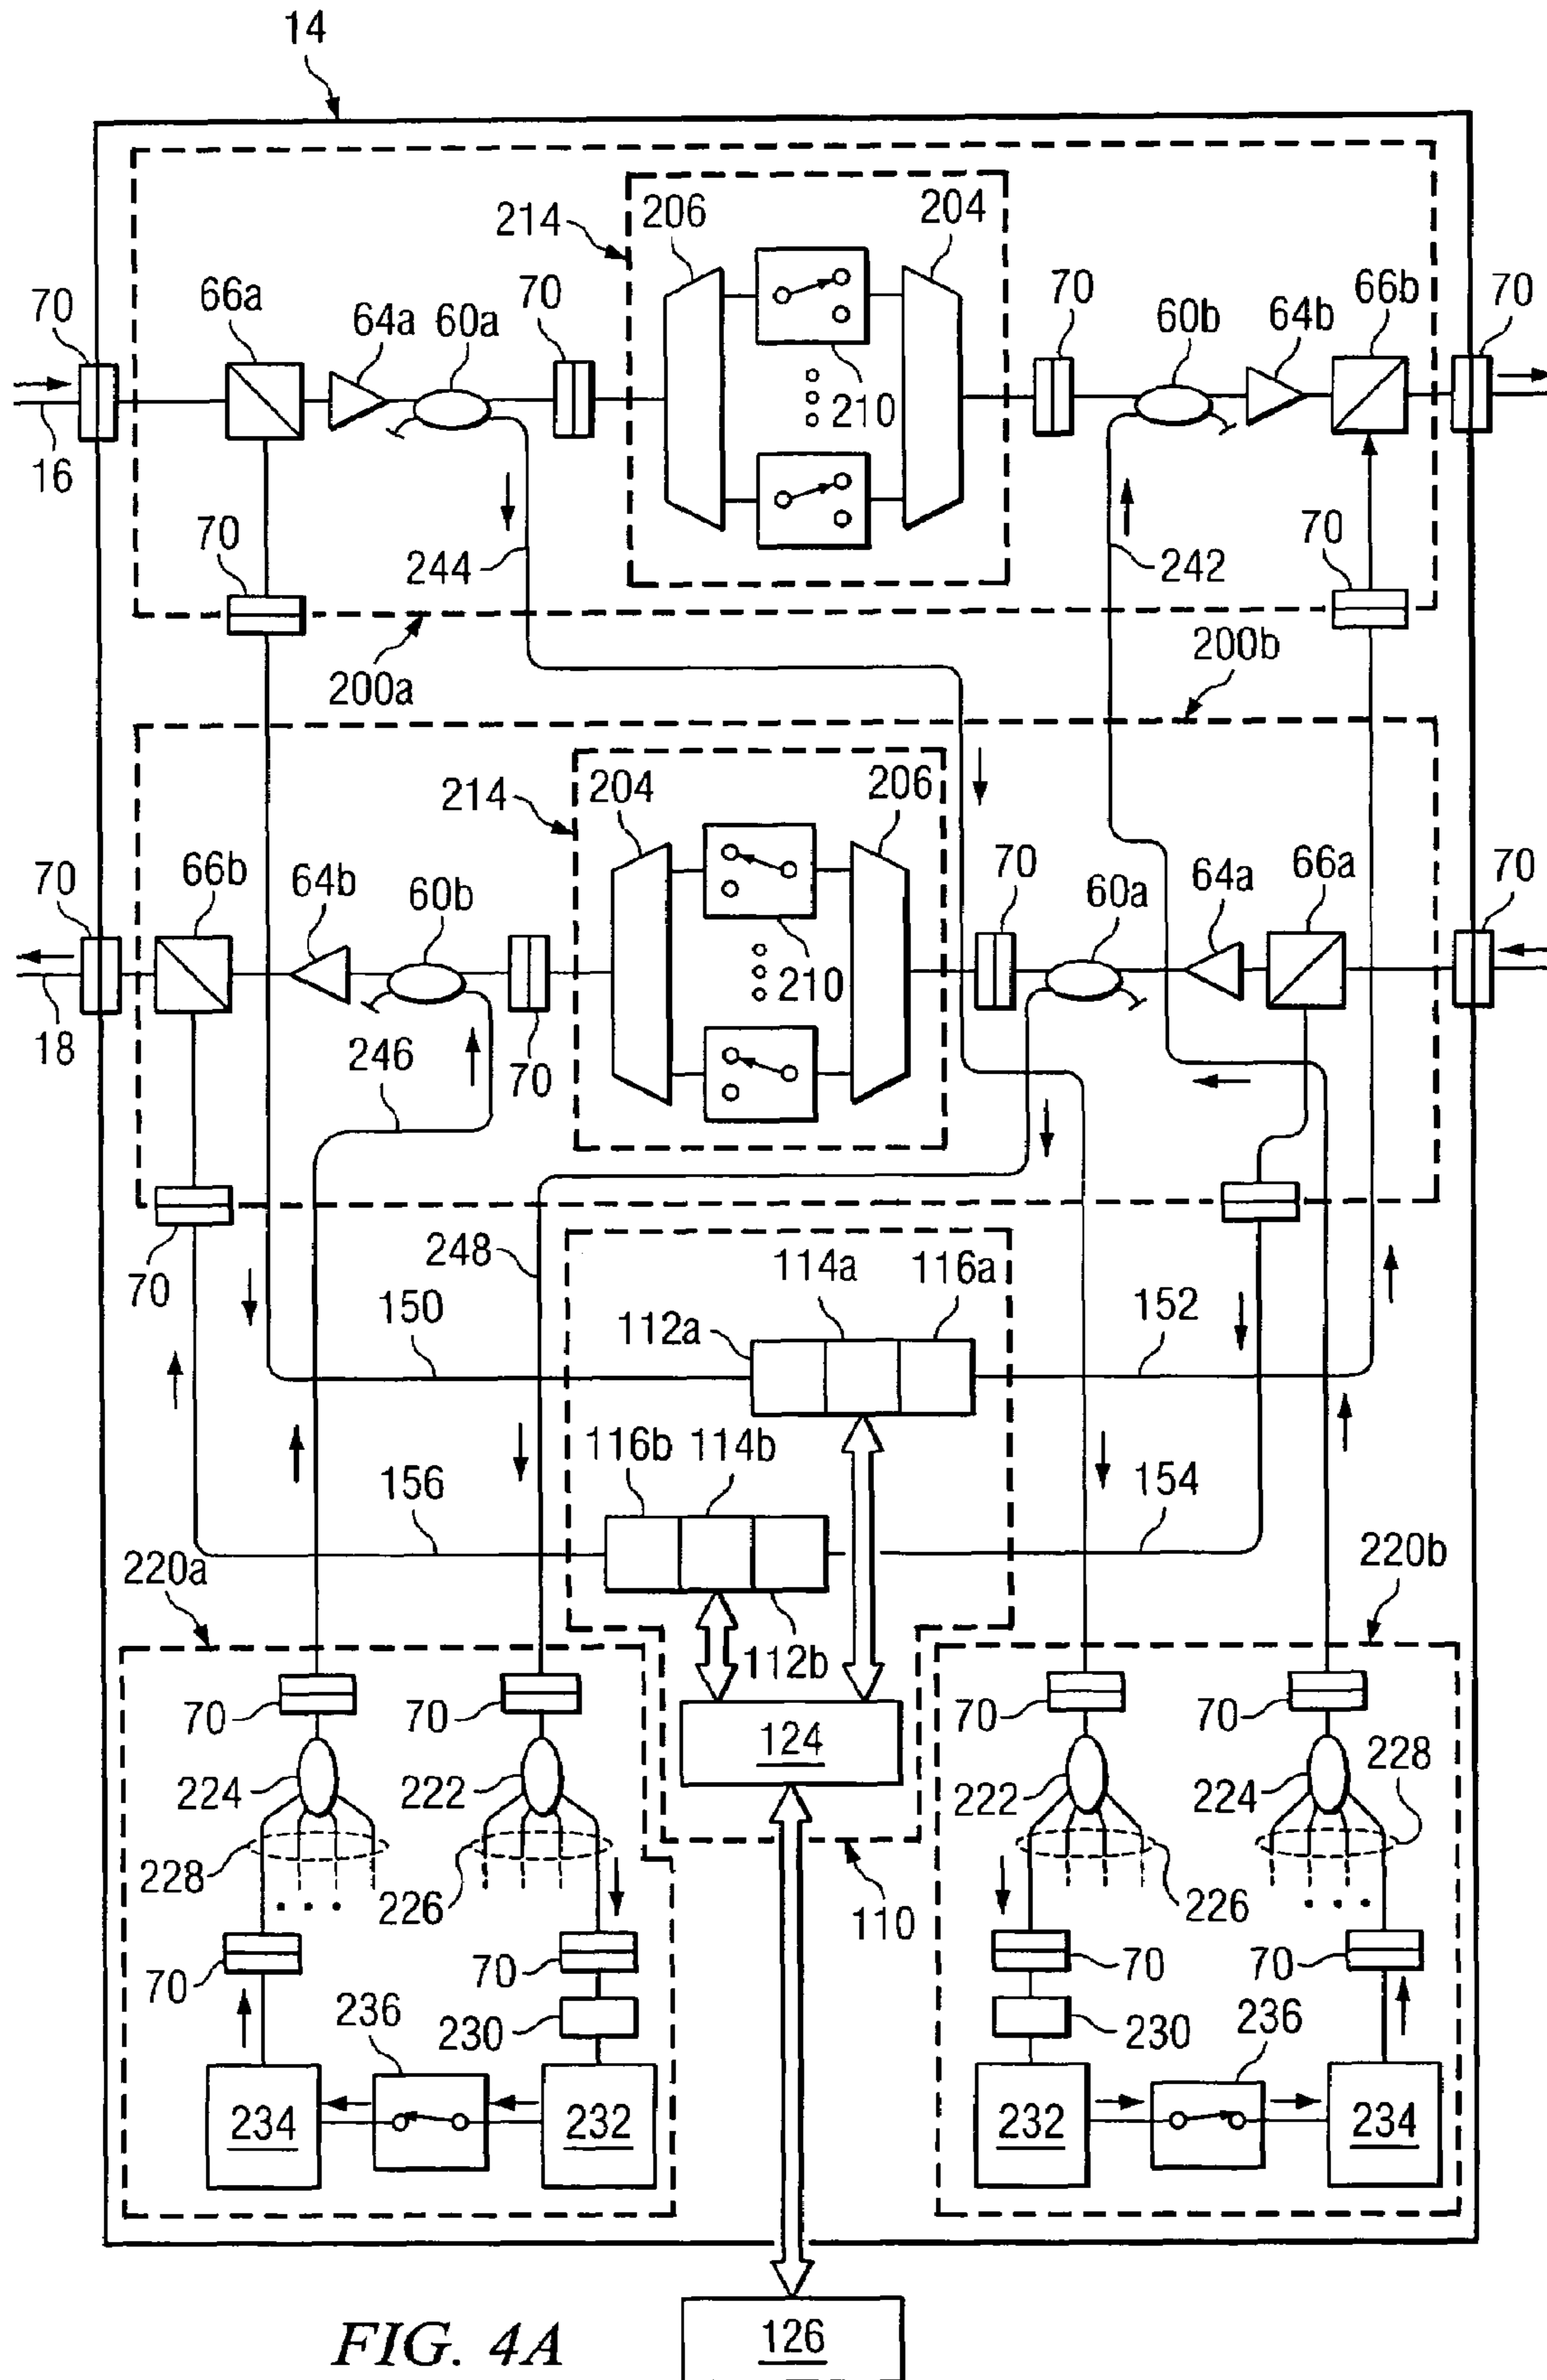 14
206
204
214
66a
70
64a
60a
70
70
60b
64b
66b
70
16
210
70
244
242
70
200a
200b
204
206
214
70
66b
64b
60b
70
60a
64a
66a
70
210
18
246
70
248
70
114a
116a
150
112a
152
116b
114b
156
154
220a
220b
112b
70
70
124
70
70
224
222
222
224
228
228
226
110
226
70
70
70
70
236
230
230
236
234
232
232
234
FIG. 4A
126